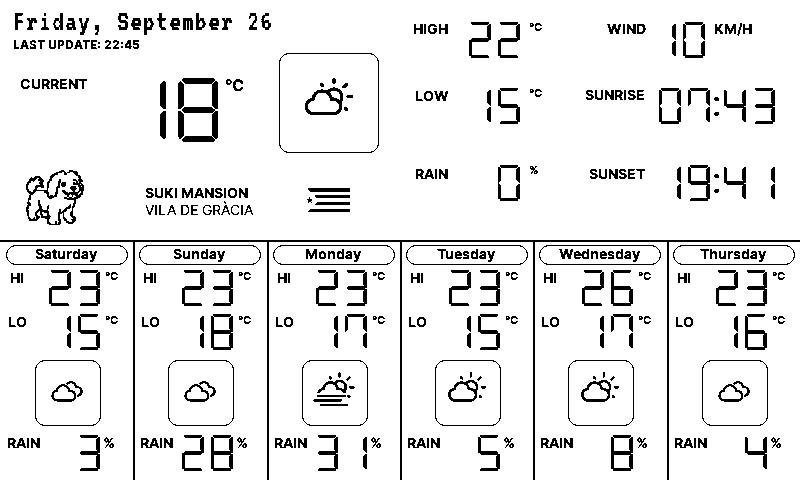 Friday, September 26
LAST UPDATE: 22:45
CURRENT 18 °C
SUKI MANSION
VILA DE GRÀCIA
HIGH 22 °C
WIND 10 KM/H
LOW 15 °C
SUNRISE 07:43
RAIN 0 %
SUNSET 19:41
Saturday
HI 23 °C
LO 15 °C
RAIN 3 %
Sunday
HI 23 °C
LO 18 °C
RAIN 28 %
Monday
HI 23 °C
LO 17 °C
RAIN 31 %
Tuesday
HI 23 °C
LO 15 °C
RAIN 5 %
Wednesday
HI 26 °C
LO 17 °C
RAIN 8 %
Thursday
HI 23 °C
LO 16 °C
RAIN 4 %